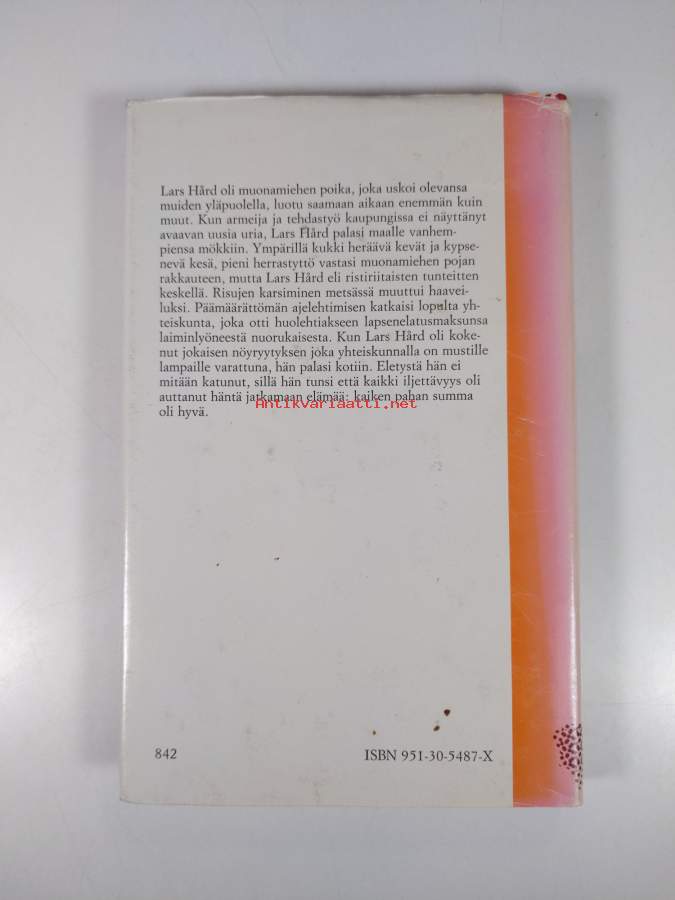 Lars Hård oli muonamiehen poika, joka uskoi olevansa
muiden yläpuolella, luotu saamaan aikaan enemmän kuin
muut. Kun armeija ja tehdastyö kaupungissa ei näyttänyt
avaavan uusia uria, Lars Hård palasi maalle vanhem-
piensa mökkiin. Ympärillä kukki heräävä kevät ja kypse-
nevä kesä, pieni herrastyttö vastasi muonamiehen pojan
rakkauteen, mutta Lars Hård eli ristiriitaisten tunteitten
keskellä. Risujen karsiminen metsässä muuttui haavei-
luksi. Päämäärättömän ajelehtimisen katkaisi lopulta yh-
teiskunta, joka otti huolehtiakseen lapsenelatusmaksunsa
laiminlyöneestä nuorukaisesta. Kun Lars Hård oli koke-
nut jokaisen nöyryytyksen joka yhteiskunnalla on mustille
lampaille varattuna, hän palasi kotiin. Eletystä hän ei
mitään katunut, sillä hän tunsi että kaikki iljettävyys oli
auttanut häntä jatkamaan elämää: kaiken pahan summa
oli hyvä.
Antikvariaatti.net
842
ISBN 951-30-5487-X